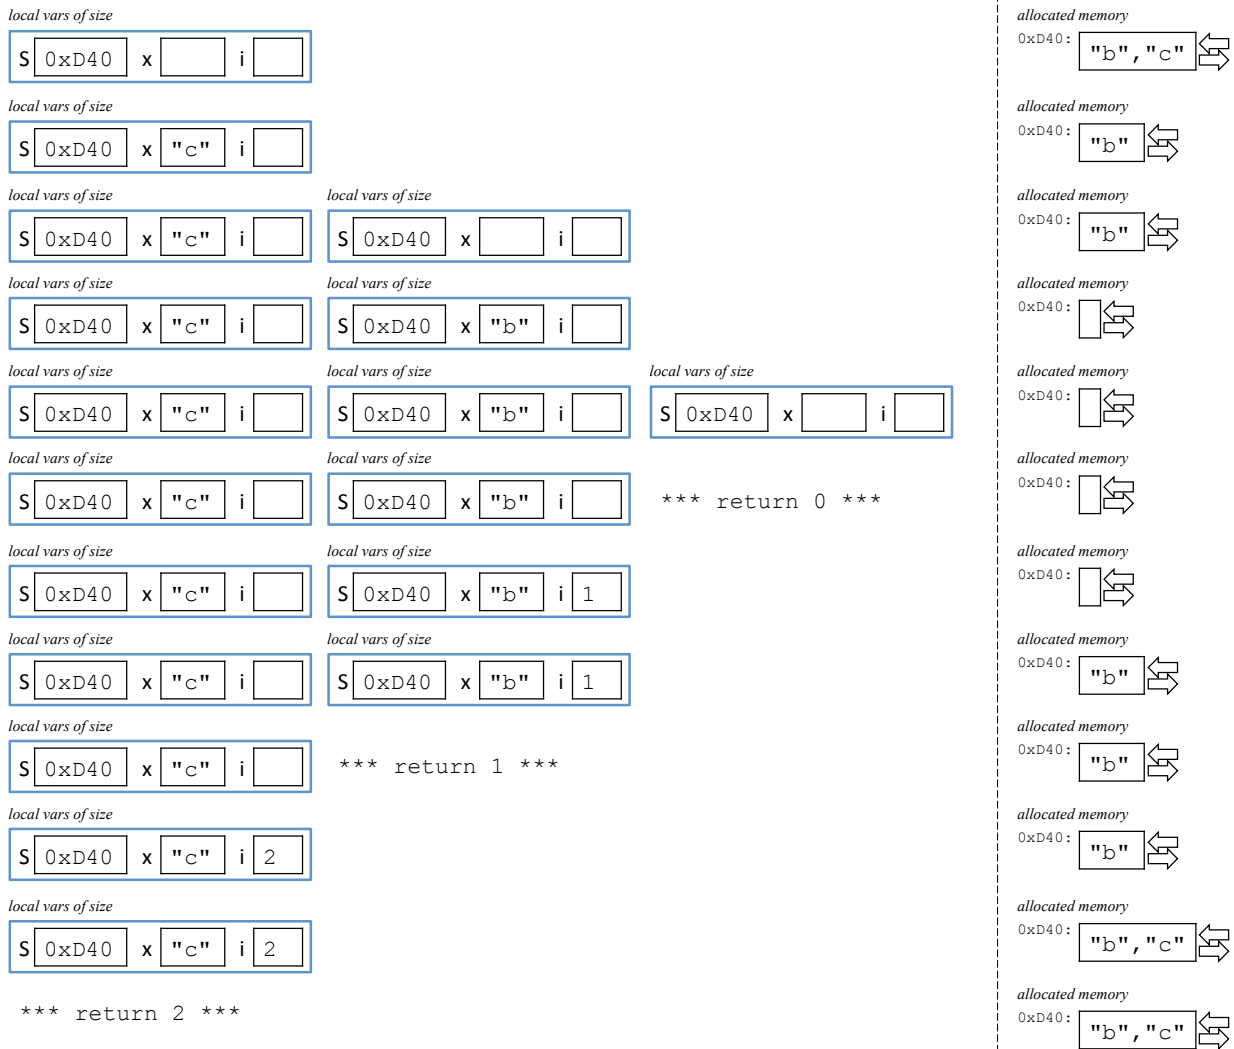 local vars of size allocated memory
0xD40:
S 0xD40 x i "b","c"
local vars of size allocated memory
0xD40:
S 0xD40 x "c" i "b"
local vars of size local vars of size allocated memory
0xD40:
S 0xD40 x "c" i S 0xD40 x i "b"
local vars of size local vars of size allocated memory
0xD40:
S 0xD40 x "c" i S 0xD40 x "b" i
local vars of size local vars of size local vars of size allocated memory
0xD40:
S 0xD40 x "c" i S 0xD40 x "b" i S 0xD40 x i
local vars of size local vars of size allocated memory
0xD40:
S 0xD40 x "c" i S 0xD40 x "b" i *** return 0 ***
local vars of size local vars of size allocated memory
0xD40:
S 0xD40 x "c" i S 0xD40 x "b" i 1
local vars of size local vars of size allocated memory
0xD40:
S 0xD40 x "c" i S 0xD40 x "b" i 1 "b"
local vars of size allocated memory
0xD40:
S 0xD40 x "c" i *** return 1 *** "b"
local vars of size allocated memory
0xD40:
S 0xD40 x "c" i 2 "b"
local vars of size allocated memory
0xD40:
S 0xD40 x "c" i 2 "b","c"
allocated memory
0xD40:
*** return 2 *** "b","c"